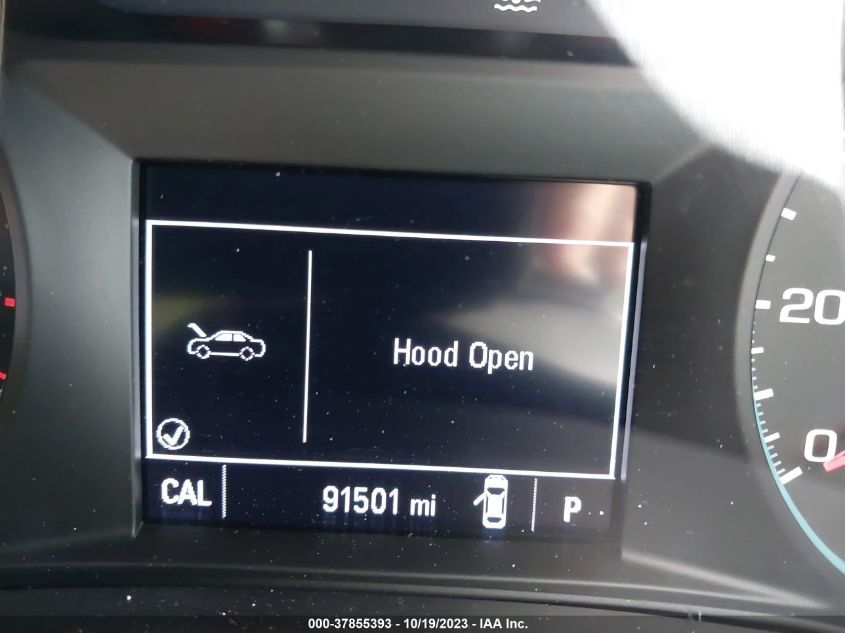 Hood Open
20
0
CAL 91501 mi P
000-37855393 - 10/19/2023 - IAA Inc.